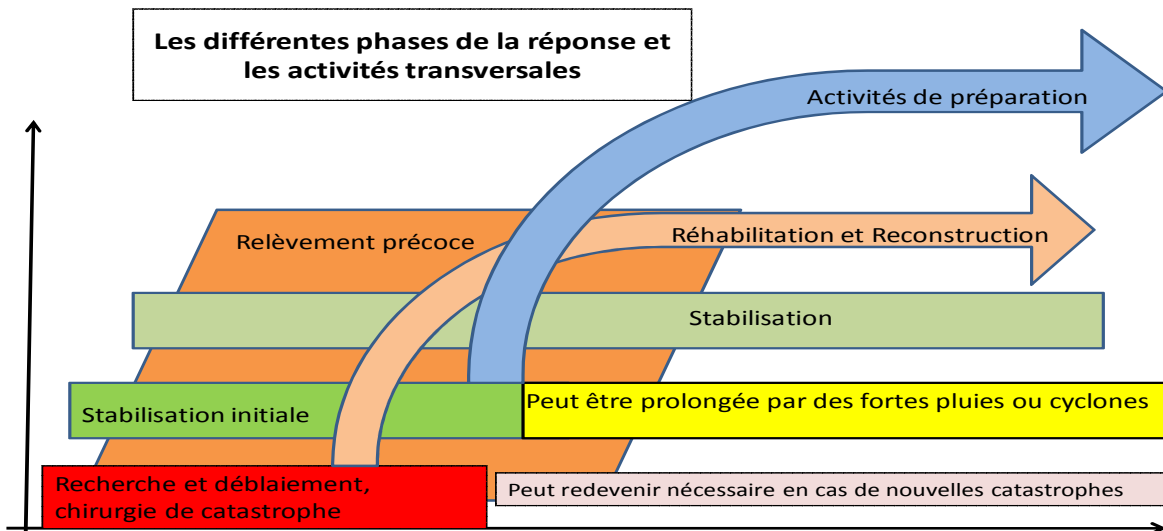 Les différentes phases de la réponse et
les activités transversales
Activités de préparation
Relèvement précoce
Réhabilitation et Reconstruction
Stabilisation
Stabilisation initiale
Peut être prolongée par des fortes pluies ou cyclones
Recherche et déblaiement,
chirurgie de catastrophe
Peut redevenir nécessaire en cas de nouvelles catastrophes